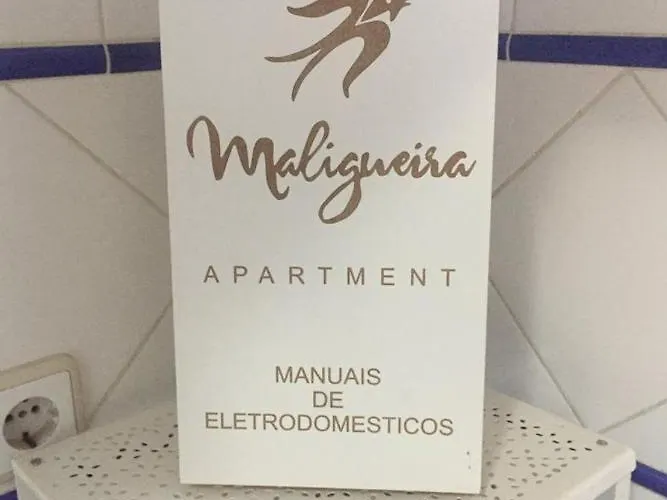 Maligueira
APARTMENT
MANUAIS
DE
ELETRODOMESTICOS